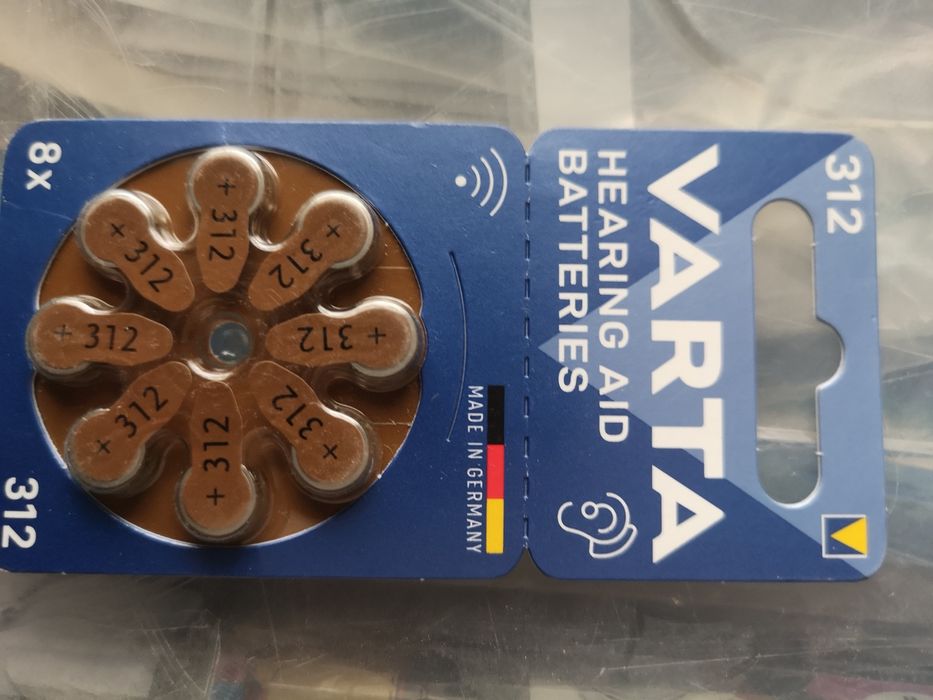 312
VARTA
HEARING AID
BATTERIES
MADE IN GERMANY
8x
+ 312
+ 312
+ 312
+ 312
+ 312
+ 312
+ 312
+ 312
312